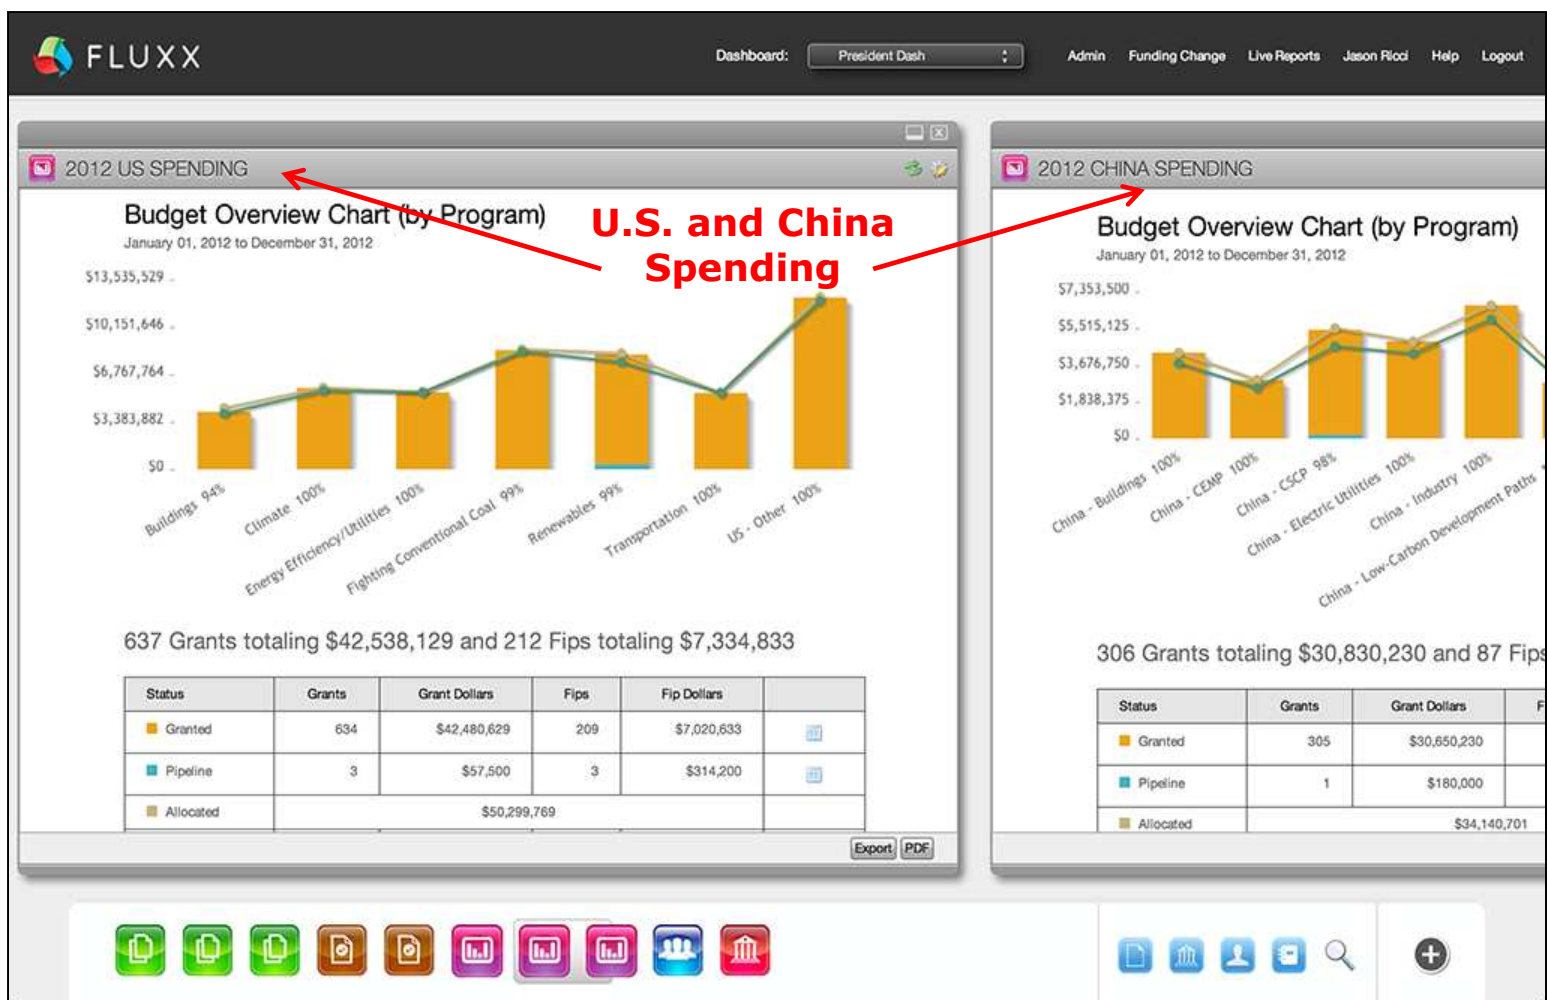 FLUXX
Dashboard: President Dash Admin Funding Change Live Reports Jason Ricci Help Logout
2012 US SPENDING
Budget Overview Chart (by Program)
January 01, 2012 to December 31, 2012
$13,535,529
$10,151,646
$6,767,764
$3,383,882
$0
Buildings 94%
Climate 100%
Energy Efficiency/Utilities 100%
Fighting Conventional Coal 99%
Renewables 99%
Transportation 100%
US - Other 100%
637 Grants totaling $42,538,129 and 212 Fips totaling $7,334,833
Status Grants Grant Dollars Fips Fip Dollars
Granted 634 $42,480,629 209 $7,020,633
Pipeline 3 $57,500 3 $314,200
Allocated $50,299,769
Export PDF
U.S. and China
Spending
2012 CHINA SPENDING
Budget Overview Chart (by Program)
January 01, 2012 to December 31, 2012
$7,353,500
$5,515,125
$3,676,750
$1,838,375
$0
China - Buildings 100%
China - CEMP 100%
China - CSCP 98%
China - Electric Utilities 100%
China - Industry 100%
China - Low-Carbon Development Paths
306 Grants totaling $30,830,230 and 87 Fips
Status Grants Grant Dollars F
Granted 305 $30,650,230
Pipeline 1 $180,000
Allocated $34,140,701